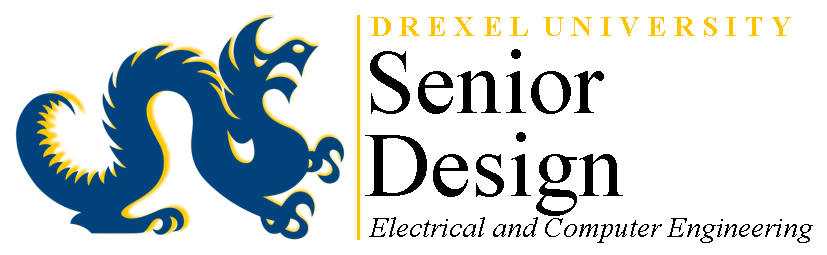 DREXEL UNIVERSITY
Senior
Design
Electrical and Computer Engineering